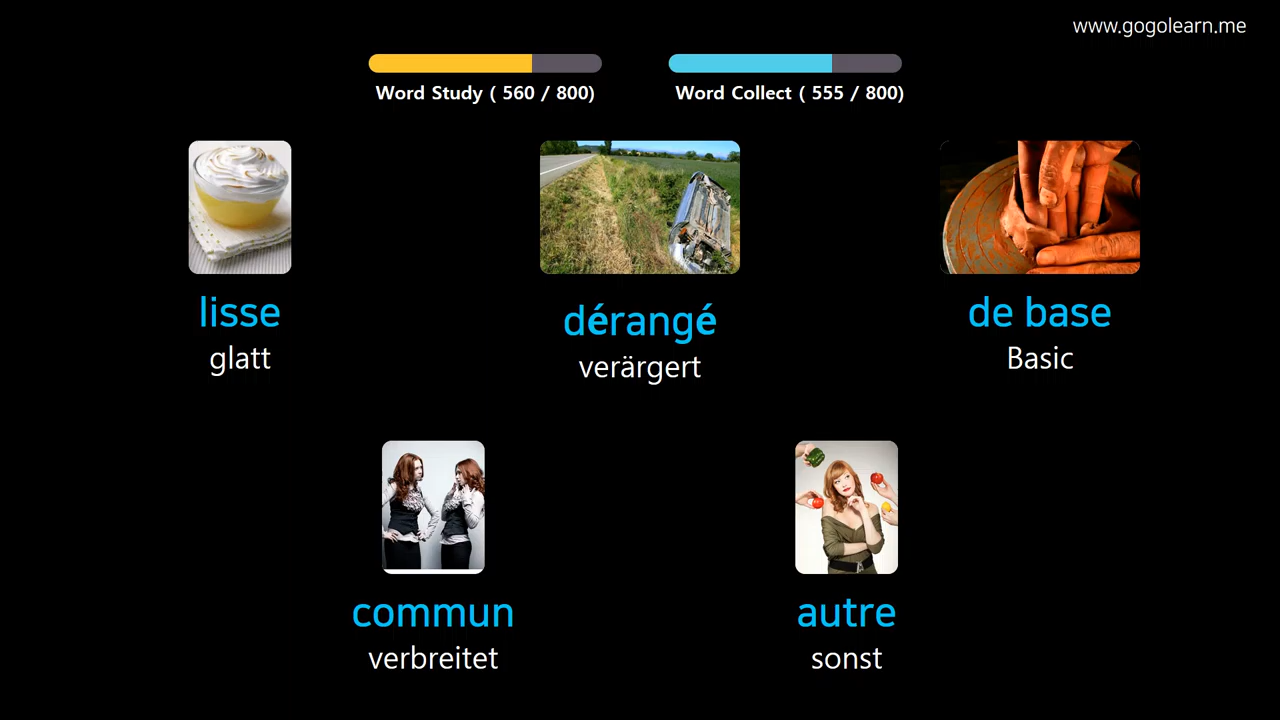 www.gogolearn.me
Word Study ( 560 / 800)
Word Collect ( 555 / 800)
lisse
glatt
dérangé
verärgert
de base
Basic
commun
verbreitet
autre
sonst